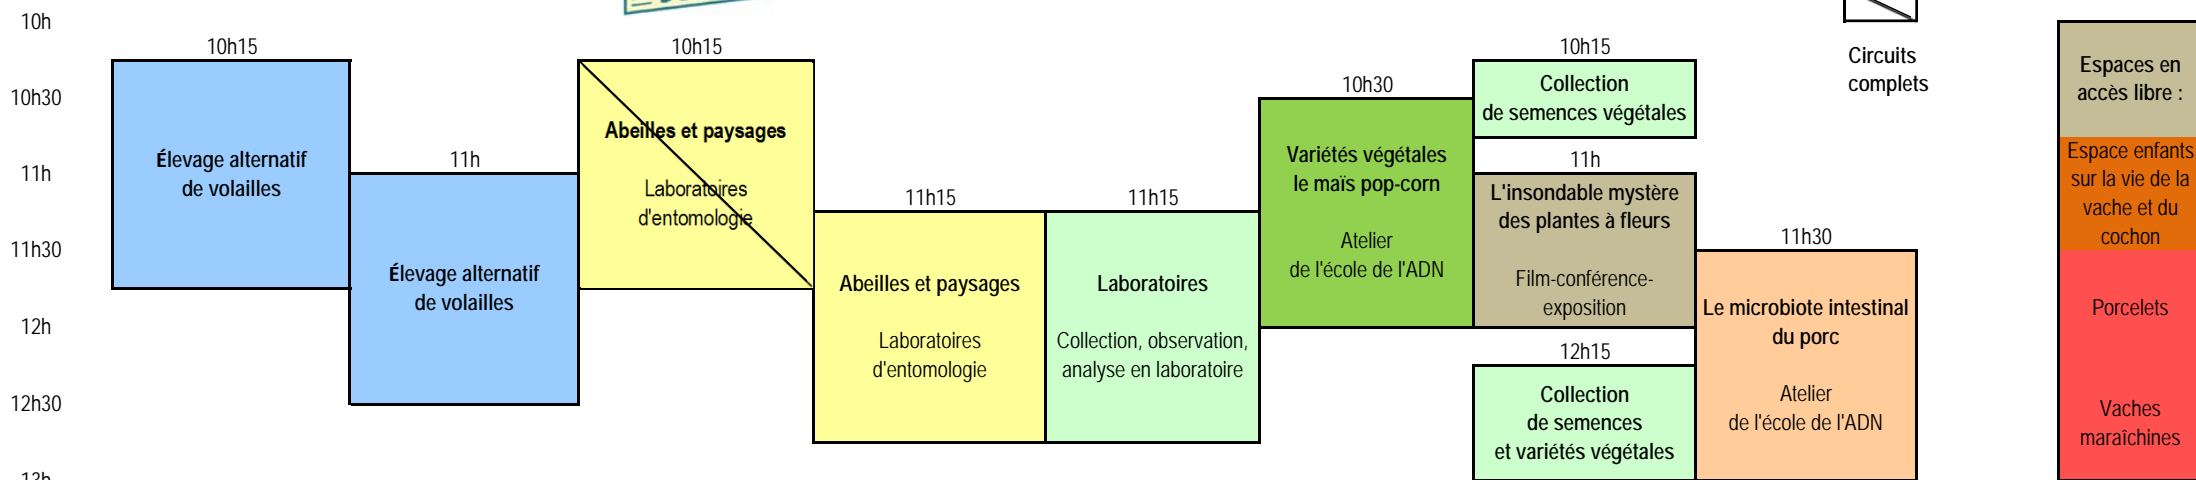 10h
10h30
11h
11h30
12h
12h30
13h
10h15
Élevage alternatif
de volailles
11h
Élevage alternatif
de volailles
10h15
Abeilles et paysages
Laboratoires
d'entomologie
11h15
Abeilles et paysages
Laboratoires
d'entomologie
11h15
Laboratoires
Collection, observation,
analyse en laboratoire
10h30
Variétés végétales
le maïs pop-corn
Atelier
de l'école de l'ADN
10h15
Collection
de semences végétales
11h
L'insondable mystère
des plantes à fleurs
Film-conférence-
exposition
12h15
Collection
de semences
et variétés végétales
11h30
Le microbiote intestinal
du porc
Atelier
de l'école de l'ADN
Circuits
complets
Espaces en
accès libre :
Espace enfants
sur la vie de la
vache et du
cochon
Porcelets
Vaches
maraîchines